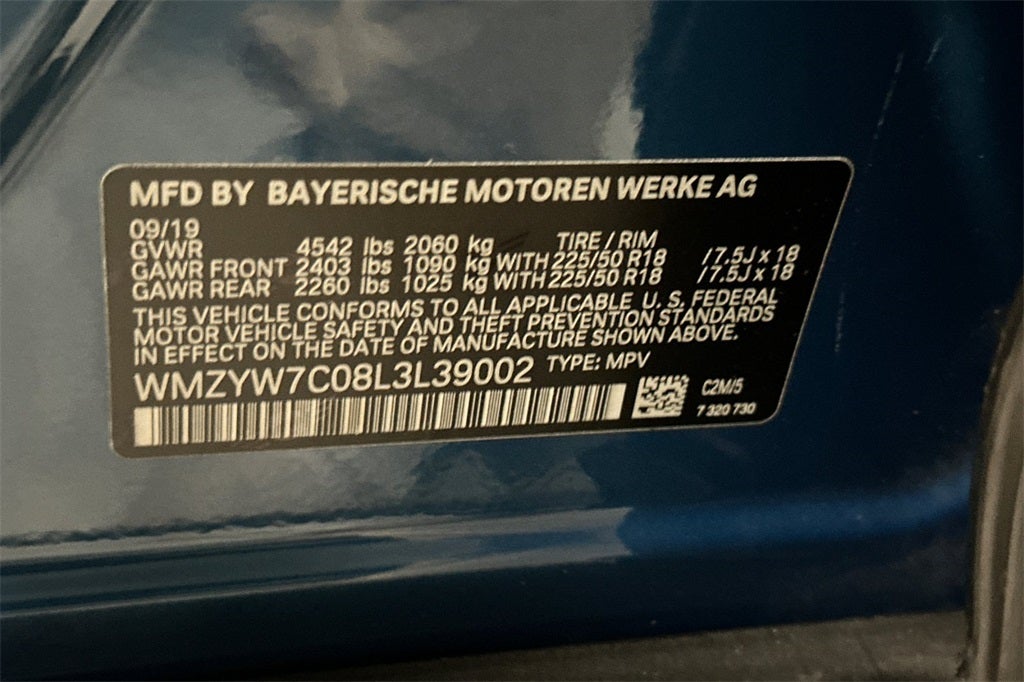 MFD BY BAYERISCHE MOTOREN WERKE AG
09/19
GVWR 4542 lbs 2060 kg TIRE / RIM
GAWR FRONT 2403 lbs 1090 kg WITH 225/50 R18 /7.5J x 18
GAWR REAR 2260 lbs 1025 kg WITH 225/50 R18 /7.5J x 18
THIS VEHICLE CONFORMS TO ALL APPLICABLE U. S. FEDERAL
MOTOR VEHICLE SAFETY AND THEFT PREVENTION STANDARDS
IN EFFECT ON THE DATE OF MANUFACTURE SHOWN ABOVE.
WMZYW7C08L3L39002 TYPE: MPV
C2M/5
7 320 730